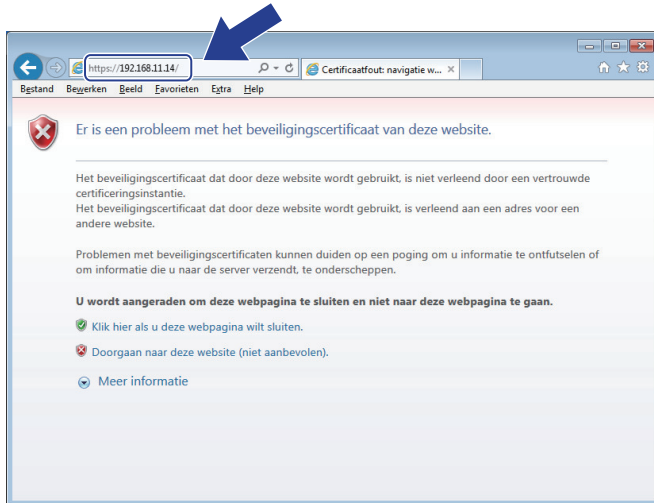 https://192.168.11.14/
Certificaatfout: navigatie w...
Bestand Bewerken Beeld Favorieten Extra Help
Er is een probleem met het beveiligingscertificaat van deze website.
Het beveiligingscertificaat dat door deze website wordt gebruikt, is niet verleend door een vertrouwde
certificeringsinstantie.
Het beveiligingscertificaat dat door deze website wordt gebruikt, is verleend aan een adres voor een
andere website.
Problemen met beveiligingscertificaten kunnen duiden op een poging om u informatie te ontfutselen of
om informatie die u naar de server verzendt, te onderscheppen.
U wordt aangeraden om deze webpagina te sluiten en niet naar deze webpagina te gaan.
Klik hier als u deze webpagina wilt sluiten.
Doorgaan naar deze website (niet aanbevolen).
Meer informatie